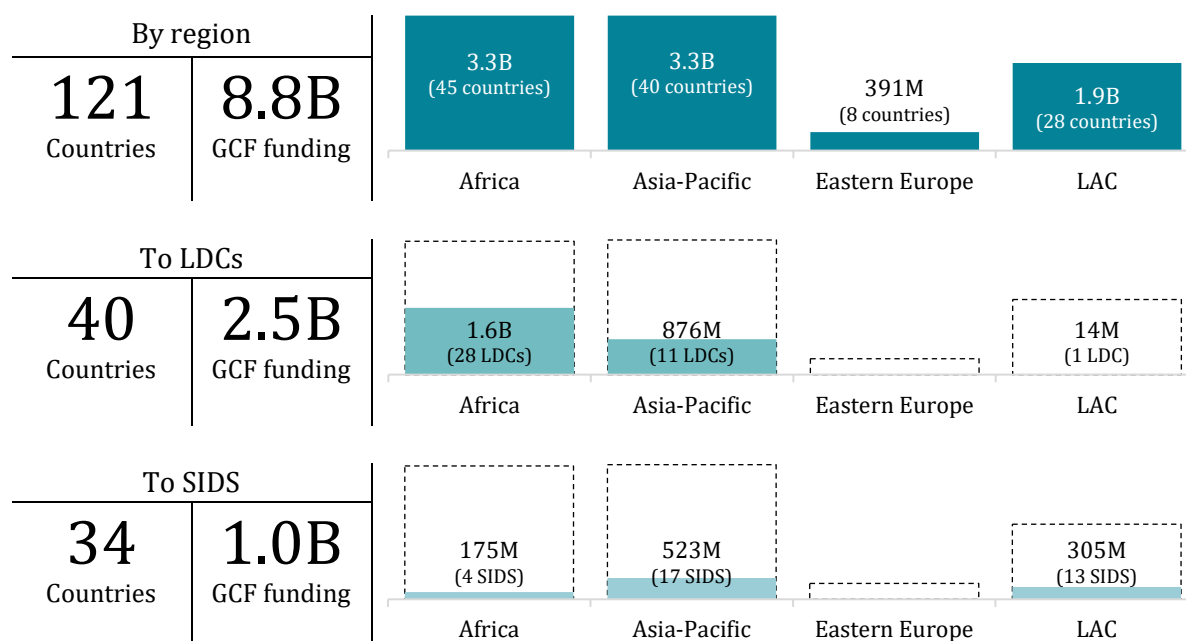 By region
121
Countries
8.8B
GCF funding
3.3B
(45 countries)
3.3B
(40 countries)
391M
(8 countries)
1.9B
(28 countries)
Africa
Asia-Pacific
Eastern Europe
LAC
To LDCs
40
Countries
2.5B
GCF funding
1.6B
(28 LDCs)
876M
(11 LDCs)
14M
(1 LDC)
Africa
Asia-Pacific
Eastern Europe
LAC
To SIDS
34
Countries
1.0B
GCF funding
175M
(4 SIDS)
523M
(17 SIDS)
305M
(13 SIDS)
Africa
Asia-Pacific
Eastern Europe
LAC